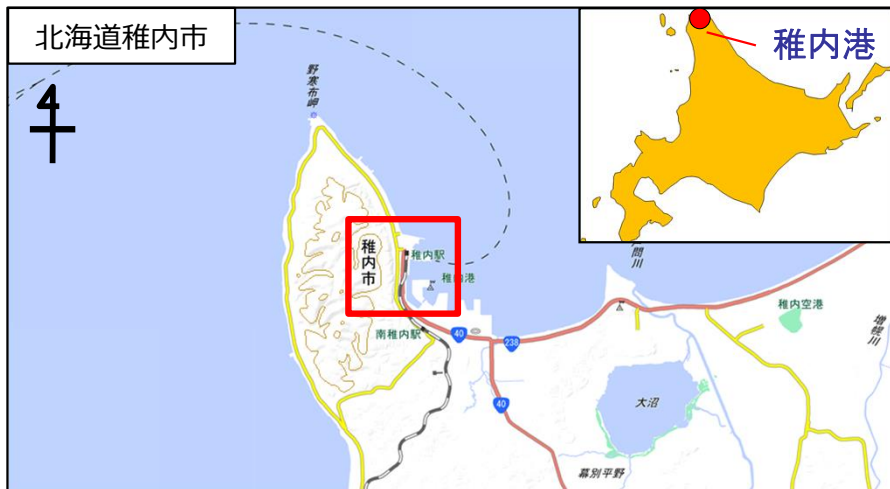 北海道稚内市
稚内港
野寒布岬
4
稚内市
稚内駅
稚内港
南稚内駅
40
238
40
問川
稚内空港
増幌川
大沼
幕別平野